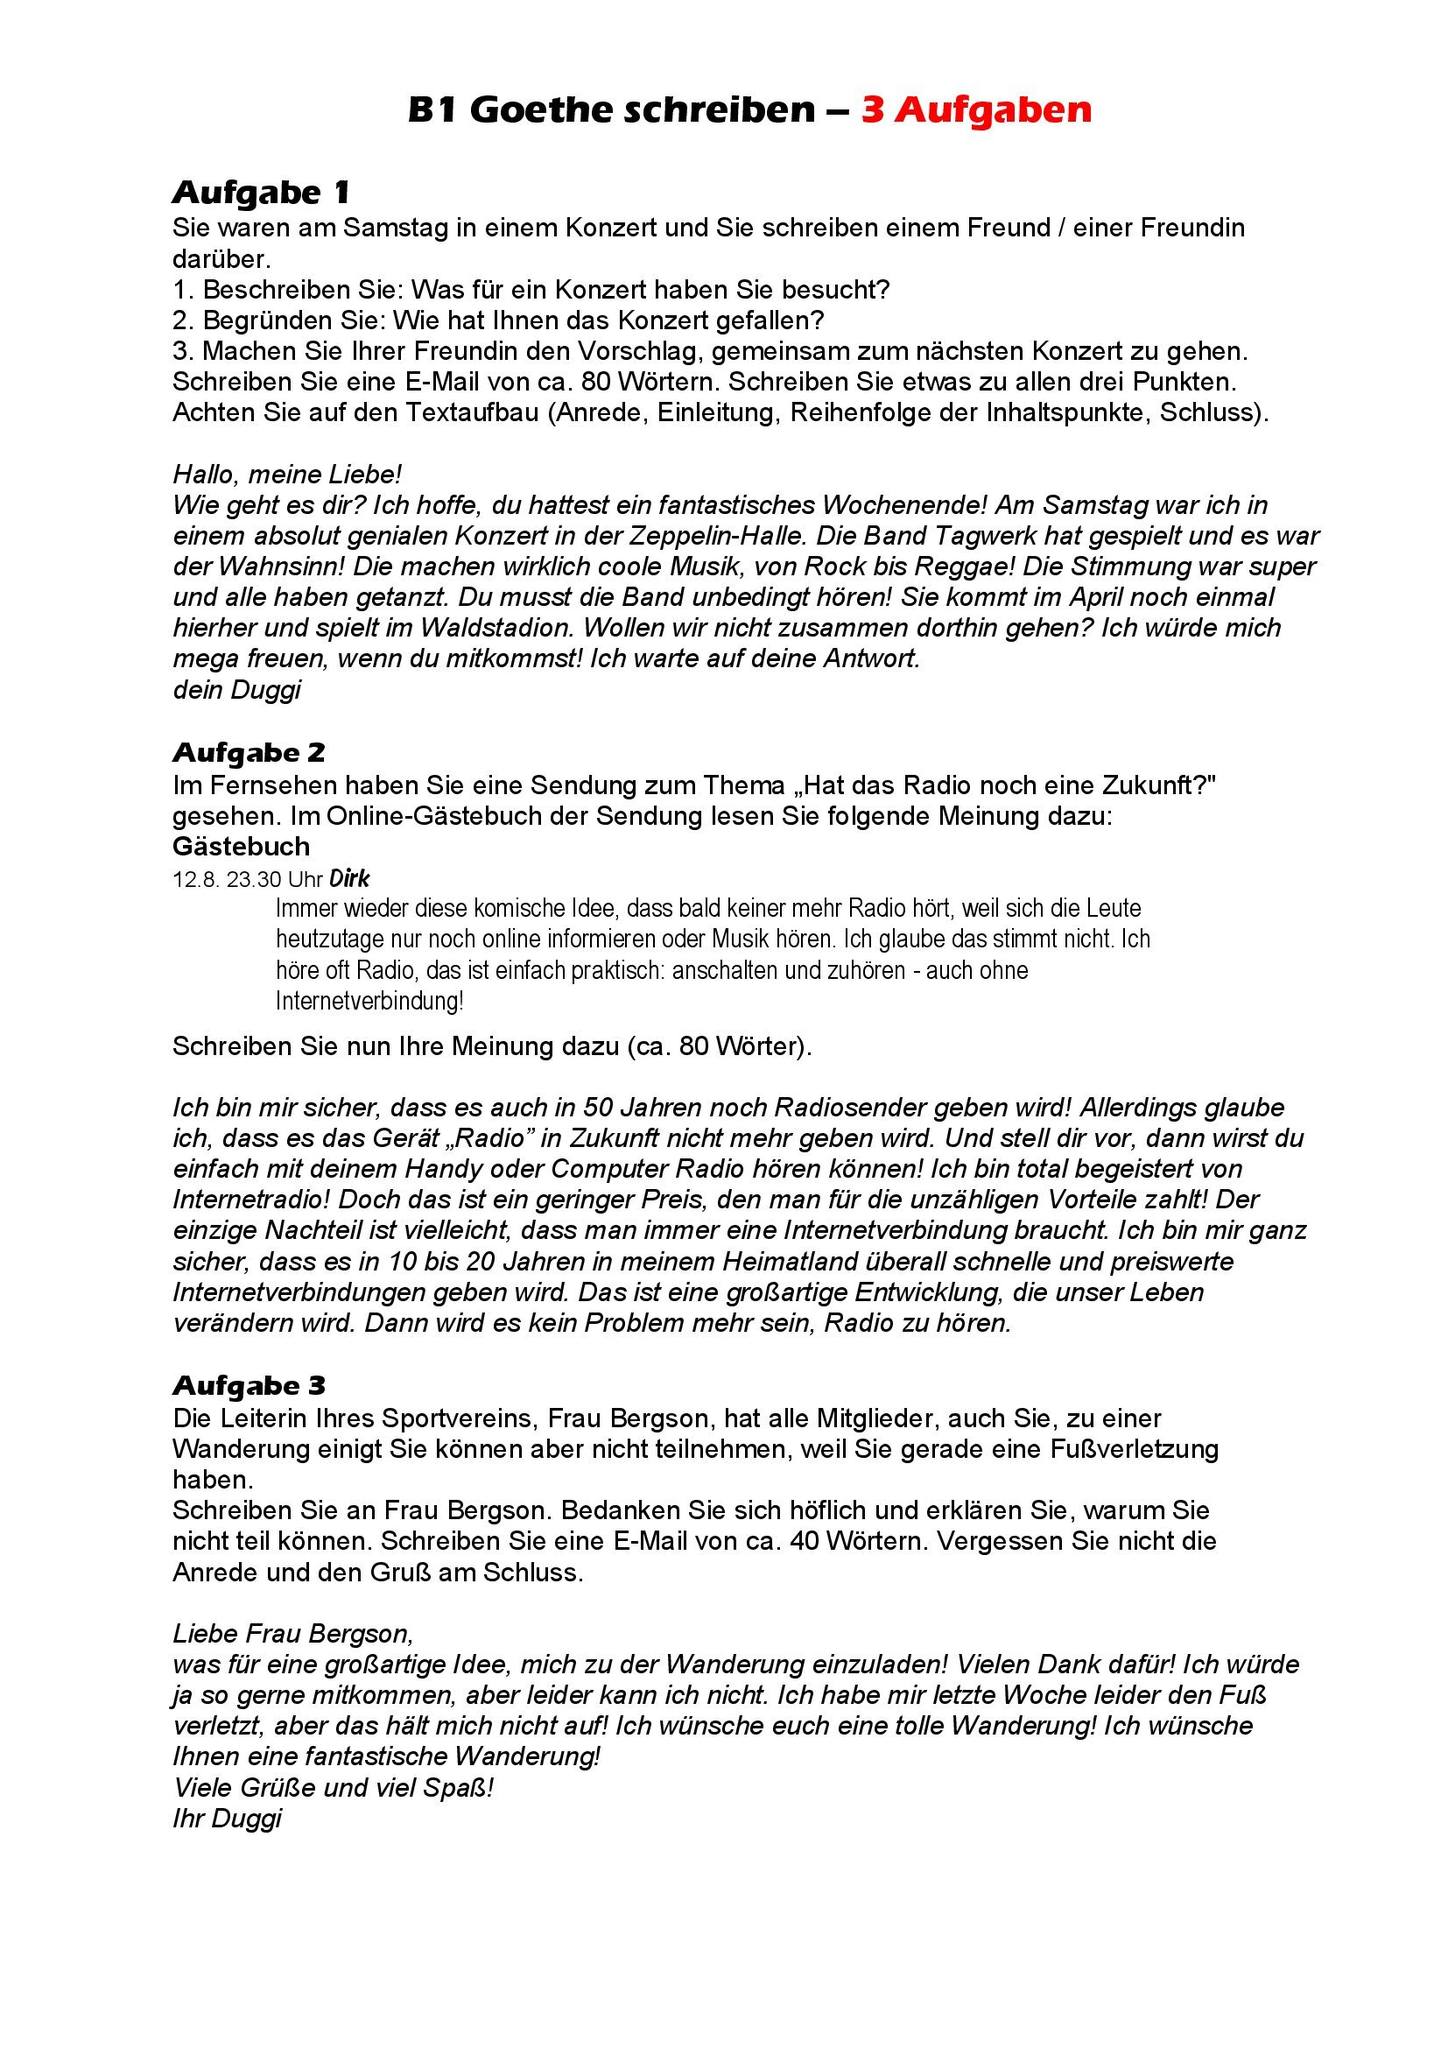 B1 Goethe schreiben – 3 Aufgaben
Aufgabe 1
Sie waren am Samstag in einem Konzert und Sie schreiben einem Freund / einer Freundin
darüber.
1. Beschreiben Sie: Was für ein Konzert haben Sie besucht?
2. Begründen Sie: Wie hat Ihnen das Konzert gefallen?
3. Machen Sie Ihrer Freundin den Vorschlag, gemeinsam zum nächsten Konzert zu gehen.
Schreiben Sie eine E-Mail von ca. 80 Wörtern. Schreiben Sie etwas zu allen drei Punkten.
Achten Sie auf den Textaufbau (Anrede, Einleitung, Reihenfolge der Inhaltspunkte, Schluss).
Hallo, meine Liebe!
Wie geht es dir? Ich hoffe, du hattest ein fantastisches Wochenende! Am Samstag war ich in
einem absolut genialen Konzert in der Zeppelin-Halle. Die Band Tagwerk hat gespielt und es war
der Wahnsinn! Die machen wirklich coole Musik, von Rock bis Reggae! Die Stimmung war super
und alle haben getanzt. Du musst die Band unbedingt hören! Sie kommt im April noch einmal
hierher und spielt im Waldstadion. Wollen wir nicht zusammen dorthin gehen? Ich würde mich
mega freuen, wenn du mitkommst! Ich warte auf deine Antwort.
dein Duggi
Aufgabe 2
Im Fernsehen haben Sie eine Sendung zum Thema „Hat das Radio noch eine Zukunft?"
gesehen. Im Online-Gästebuch der Sendung lesen Sie folgende Meinung dazu:
Gästebuch
12.8. 23.30 Uhr Dirk
Immer wieder diese komische Idee, dass bald keiner mehr Radio hört, weil sich die Leute
heutzutage nur noch online informieren oder Musik hören. Ich glaube das stimmt nicht. Ich
höre oft Radio, das ist einfach praktisch: anschalten und zuhören - auch ohne
Internetverbindung!
Schreiben Sie nun Ihre Meinung dazu (ca. 80 Wörter).
Ich bin mir sicher, dass es auch in 50 Jahren noch Radiosender geben wird! Allerdings glaube
ich, dass es das Gerät „Radio” in Zukunft nicht mehr geben wird. Und stell dir vor, dann wirst du
einfach mit deinem Handy oder Computer Radio hören können! Ich bin total begeistert von
Internetradio! Doch das ist ein geringer Preis, den man für die unzähligen Vorteile zahlt! Der
einzige Nachteil ist vielleicht, dass man immer eine Internetverbindung braucht. Ich bin mir ganz
sicher, dass es in 10 bis 20 Jahren in meinem Heimatland überall schnelle und preiswerte
Internetverbindungen geben wird. Das ist eine großartige Entwicklung, die unser Leben
verändern wird. Dann wird es kein Problem mehr sein, Radio zu hören.
Aufgabe 3
Die Leiterin Ihres Sportvereins, Frau Bergson, hat alle Mitglieder, auch Sie, zu einer
Wanderung einigt Sie können aber nicht teilnehmen, weil Sie gerade eine Fußverletzung
haben.
Schreiben Sie an Frau Bergson. Bedanken Sie sich höflich und erklären Sie, warum Sie
nicht teil können. Schreiben Sie eine E-Mail von ca. 40 Wörtern. Vergessen Sie nicht die
Anrede und den Gruß am Schluss.
Liebe Frau Bergson,
was für eine großartige Idee, mich zu der Wanderung einzuladen! Vielen Dank dafür! Ich würde
ja so gerne mitkommen, aber leider kann ich nicht. Ich habe mir letzte Woche leider den Fuß
verletzt, aber das hält mich nicht auf! Ich wünsche euch eine tolle Wanderung! Ich wünsche
Ihnen eine fantastische Wanderung!
Viele Grüße und viel Spaß!
Ihr Duggi